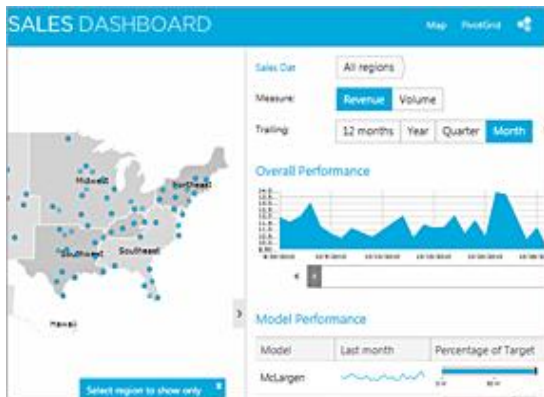 SALES DASHBOARD
Map PivotGrid
Sales Dat All regions
Measure: Revenue Volume
Trailing: 12 months Year Quarter Month
Overall Performance
Midwest
Northeast
Southwest
Southeast
Hawaii
Model Performance
Model Last month Percentage of Target
McLargen
Select region to show only